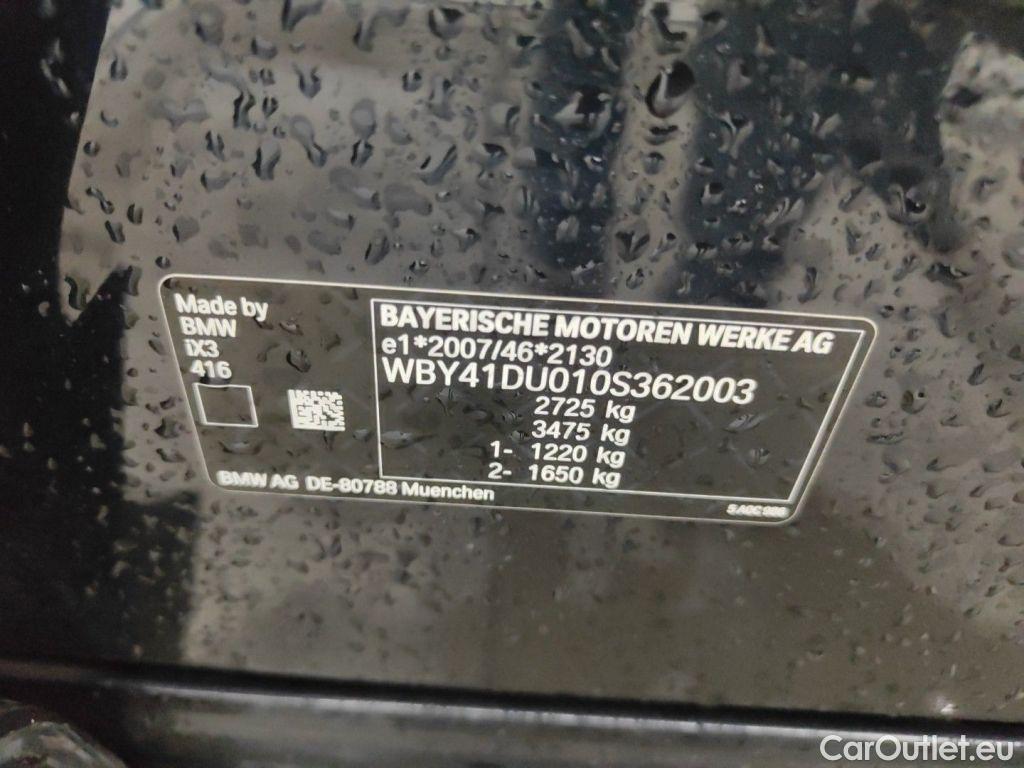 Made by
BMW
iX3
416
BAYERISCHE MOTOREN WERKE AG
e1*2007/46*2130
WBY41DU010S362003
2725 kg
3475 kg
1- 1220 kg
2- 1650 kg
BMW AG DE-80788 Muenchen
CarOutlet.eu